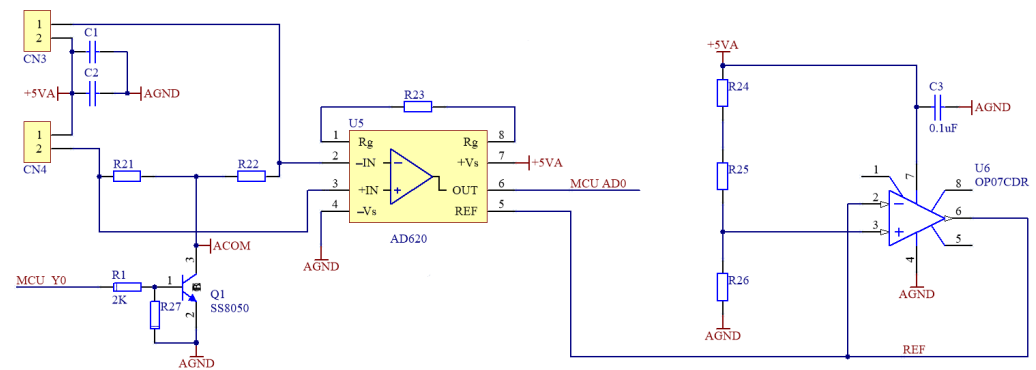 1
2
CN3
C1
C2
+5VA
AGND
1
2
CN4
R21
R22
ACOM
MCU Y0
R1
2K
R27
1
3
2
Q1
SS8050
AGND
R23
U5
1
2
3
4
Rg
–IN
+IN
–Vs
Rg
+Vs
OUT
REF
8
7
6
5
+5VA
MCU AD0
AD620
AGND
+5VA
R24
R25
R26
AGND
C3
0.1uF
AGND
U6
OP07CDR
1
2
3
7
4
8
6
5
AGND
REF